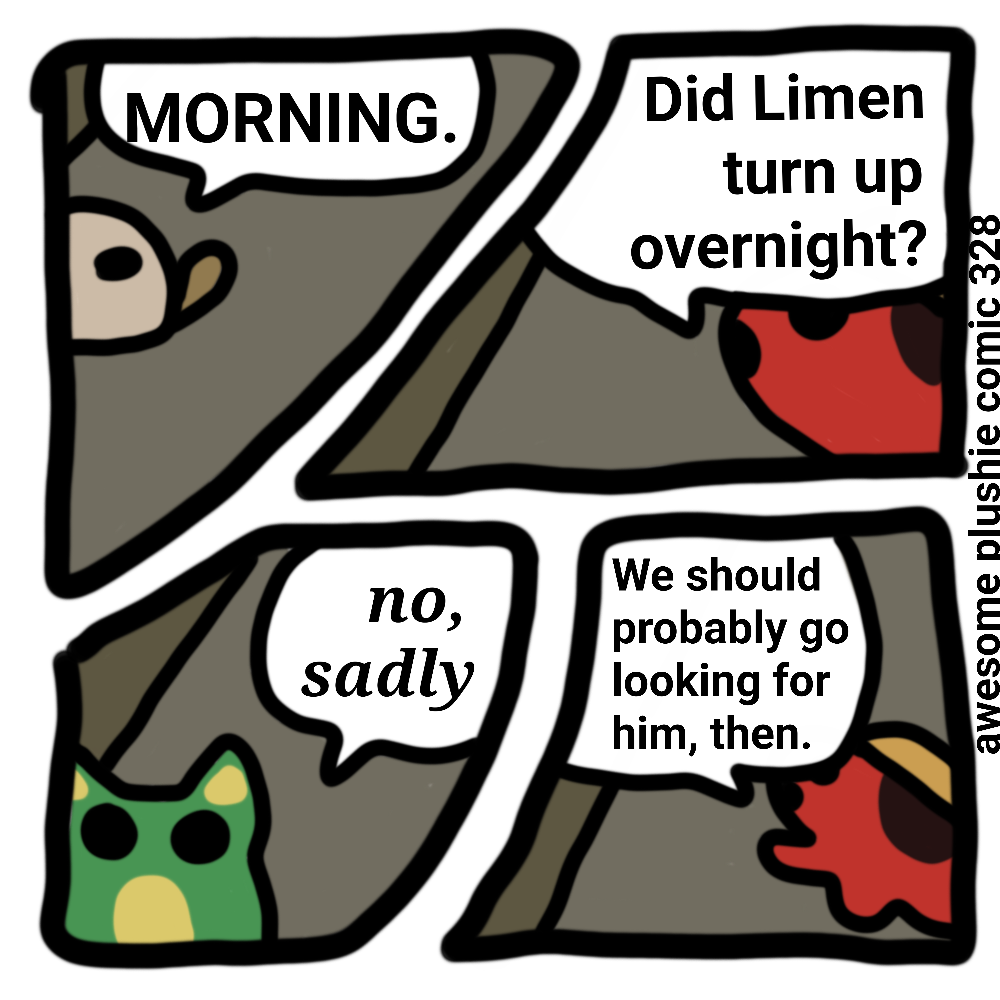 MORNING.
Did Limen
turn up
overnight?
no,
sadly
We should
probably go
looking for
him, then.
awesome plushie comic 328